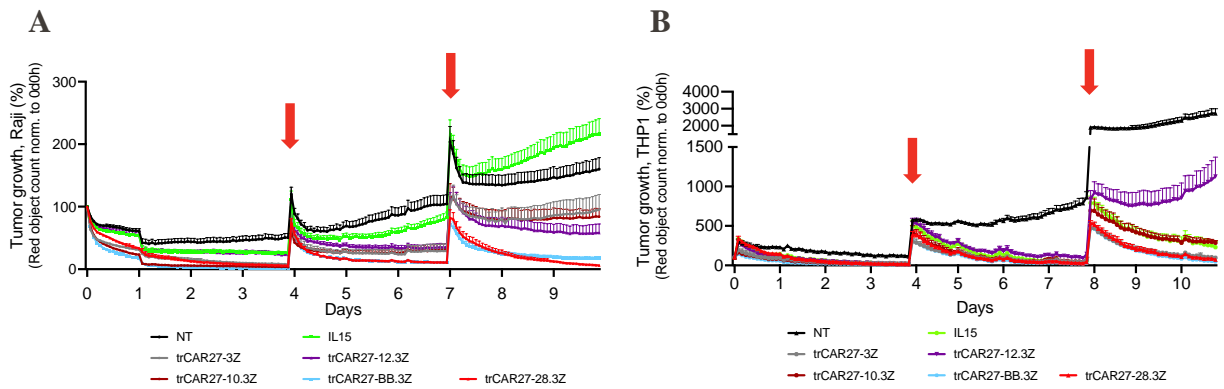 A
B
Tumor growth, Raji (%)
(Red object count norm. to 0d0h)
300
200
100
0
0 1 2 3 4 5 6 7 8 9
Days
NT
IL15
trCAR27-3Z
trCAR27-12.3Z
trCAR27-10.3Z
trCAR27-BB.3Z
trCAR27-28.3Z
Tumor growth, THP1 (%)
(Red object count norm. to 0d0h)
4000
3000
2000
1500
1000
500
0
0 1 2 3 4 5 6 7 8 9 10
Days
NT
IL15
trCAR27-3Z
trCAR27-12.3Z
trCAR27-10.3Z
trCAR27-BB.3Z
trCAR27-28.3Z